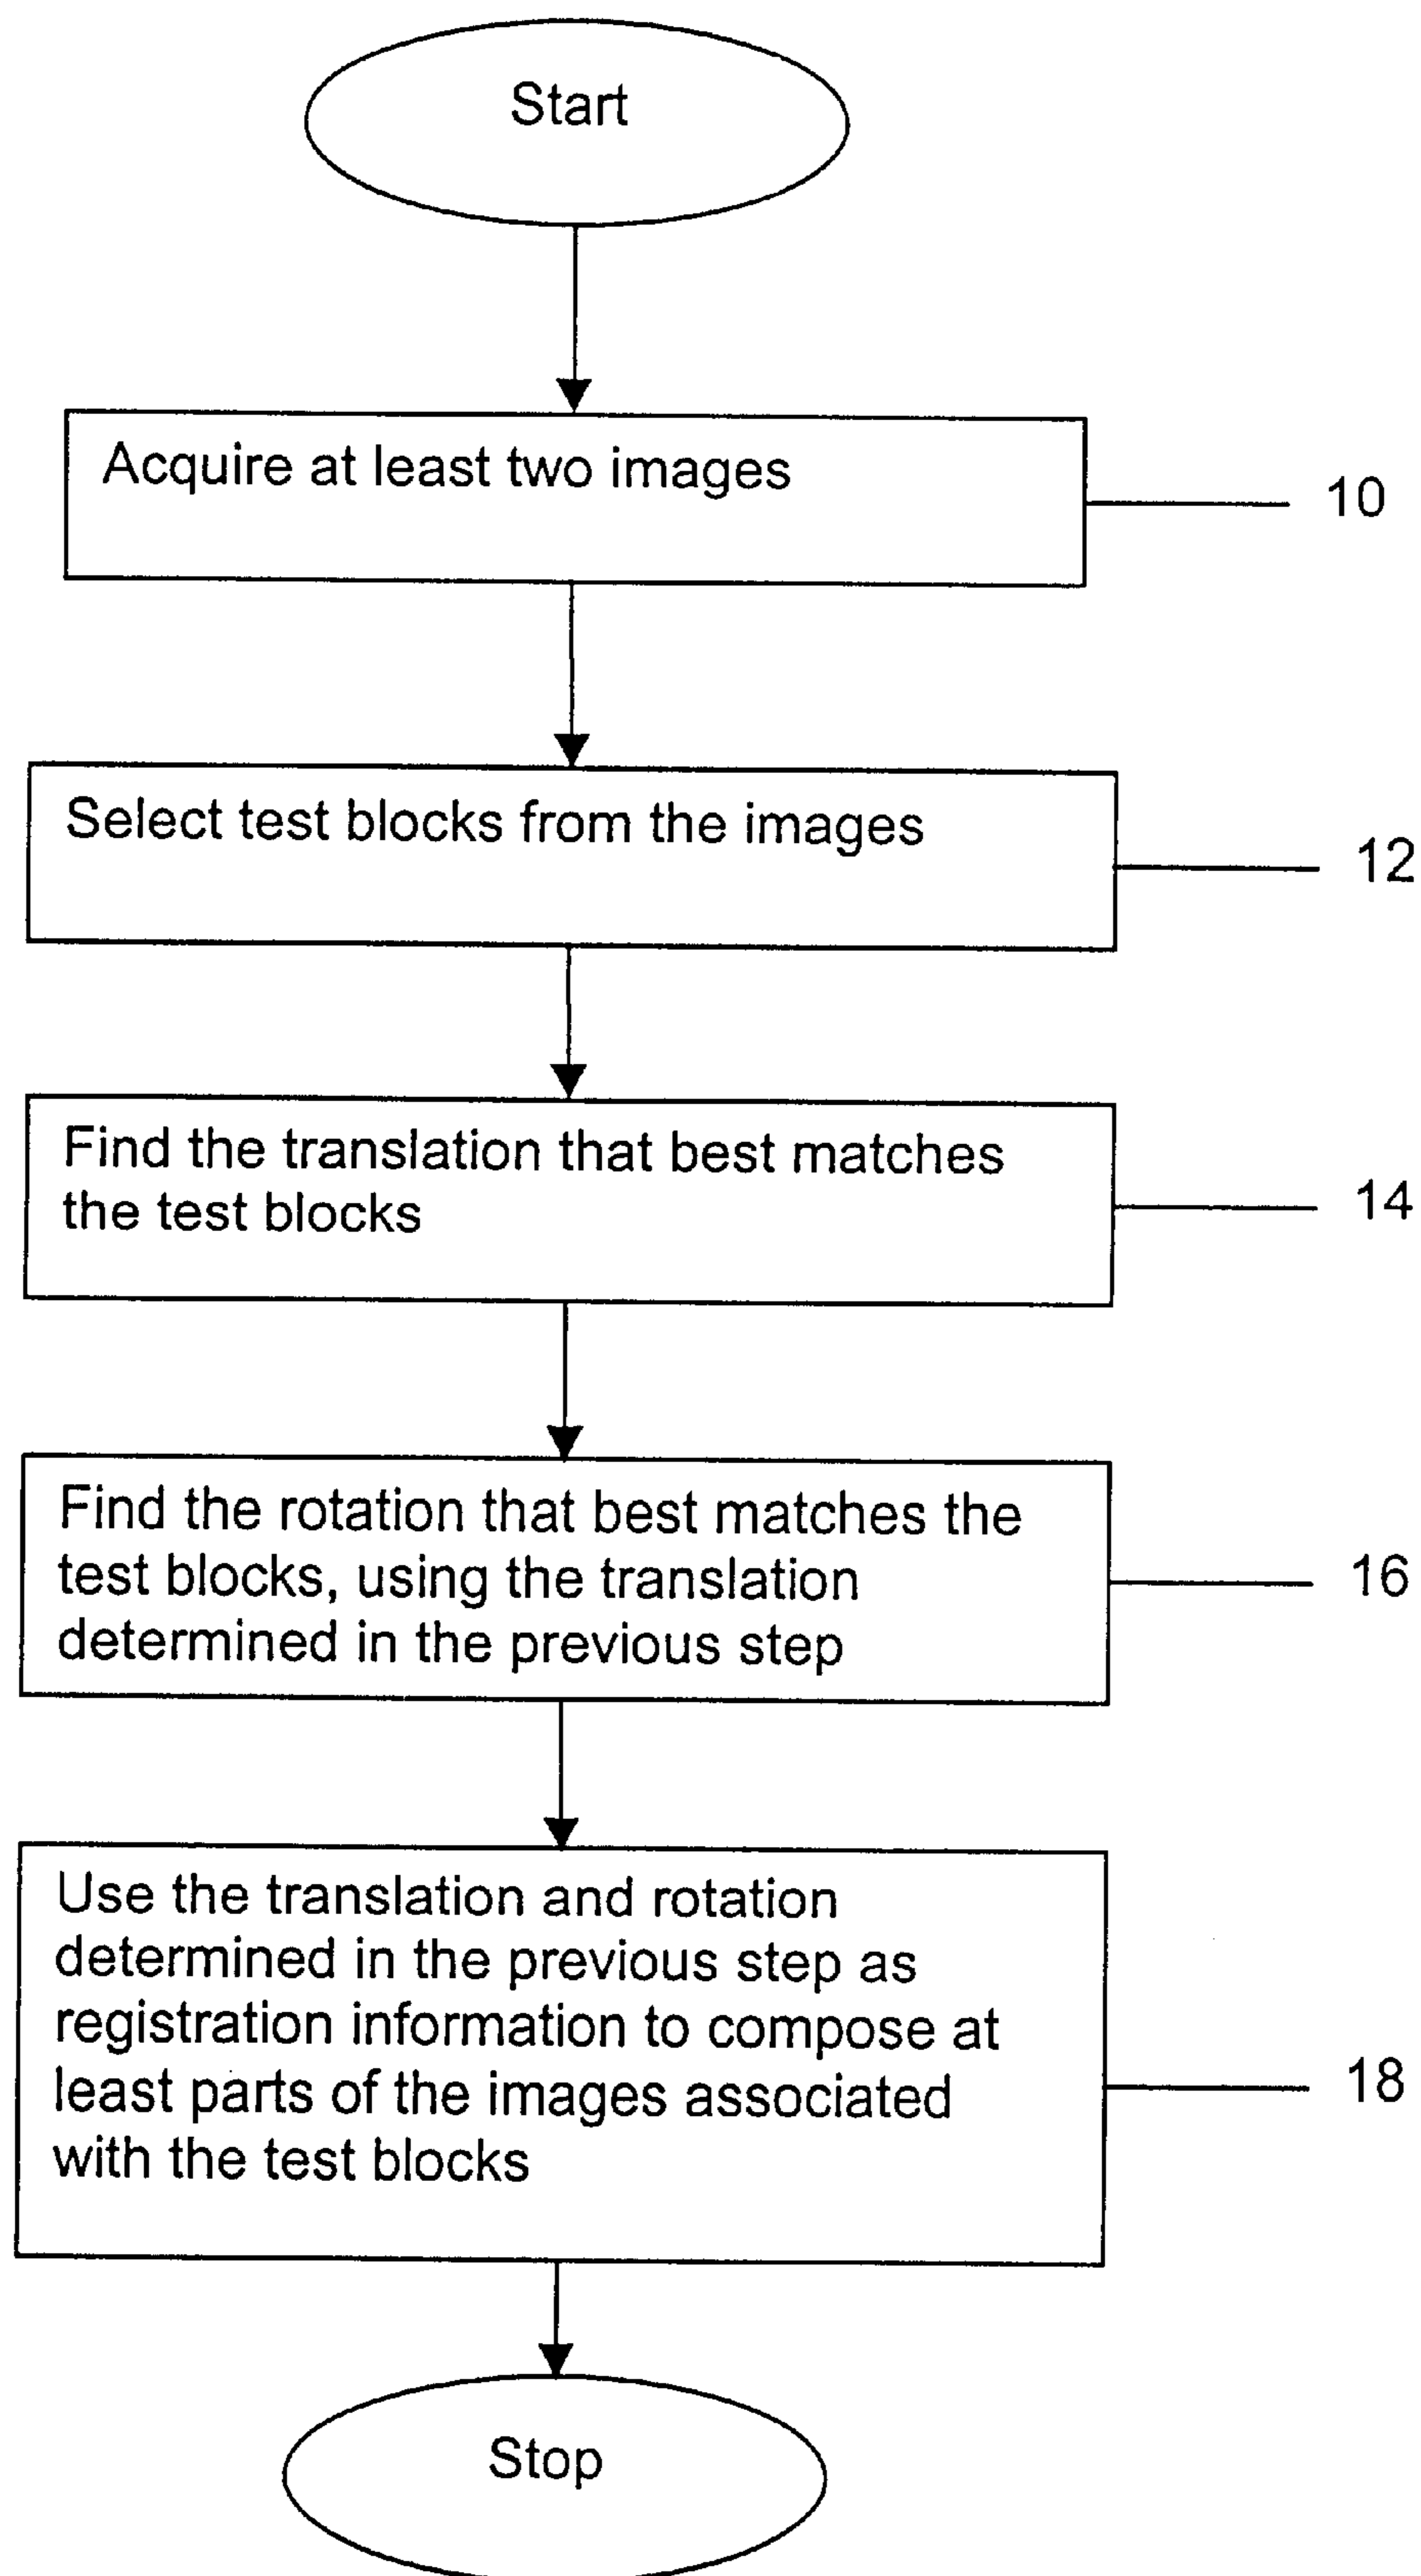 Start
Acquire at least two images
10
Select test blocks from the images
12
Find the translation that best matches
the test blocks
14
Find the rotation that best matches the
test blocks, using the translation
determined in the previous step
16
Use the translation and rotation
determined in the previous step as
registration information to compose at
least parts of the images associated
with the test blocks
18
Stop